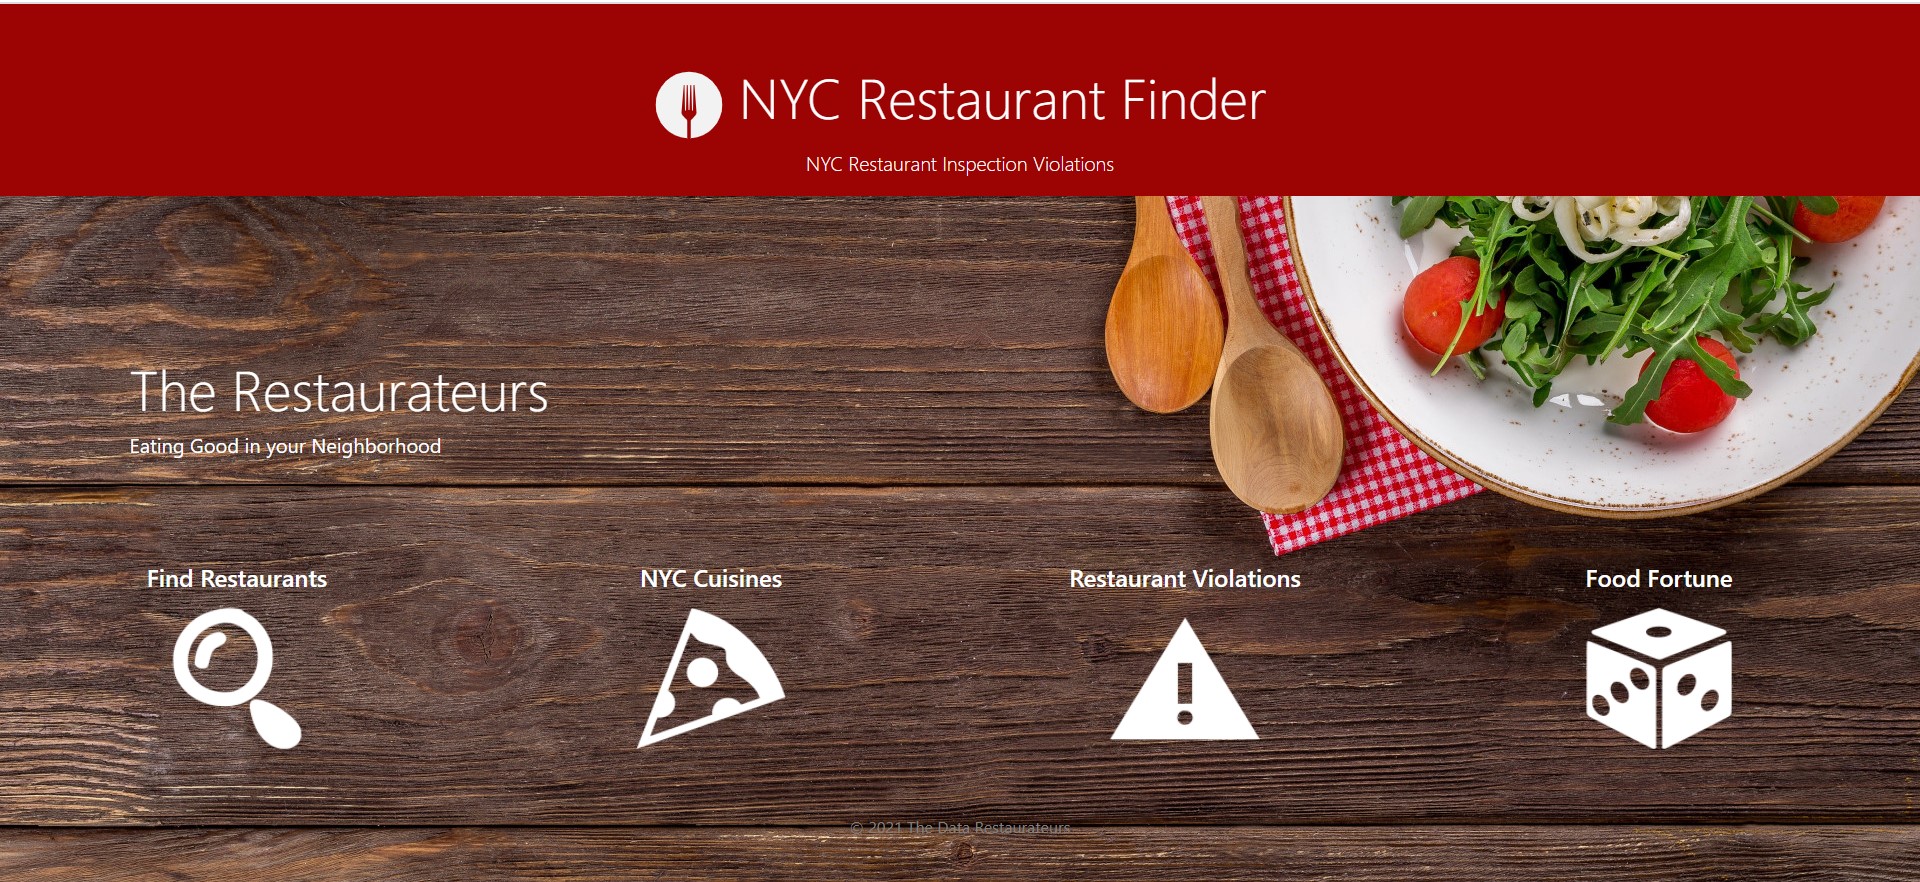 NYC Restaurant Finder
NYC Restaurant Inspection Violations
The Restaurateurs
Eating Good in your Neighborhood
Find Restaurants
NYC Cuisines
Restaurant Violations
Food Fortune
© 2021 The Data Restaurateurs